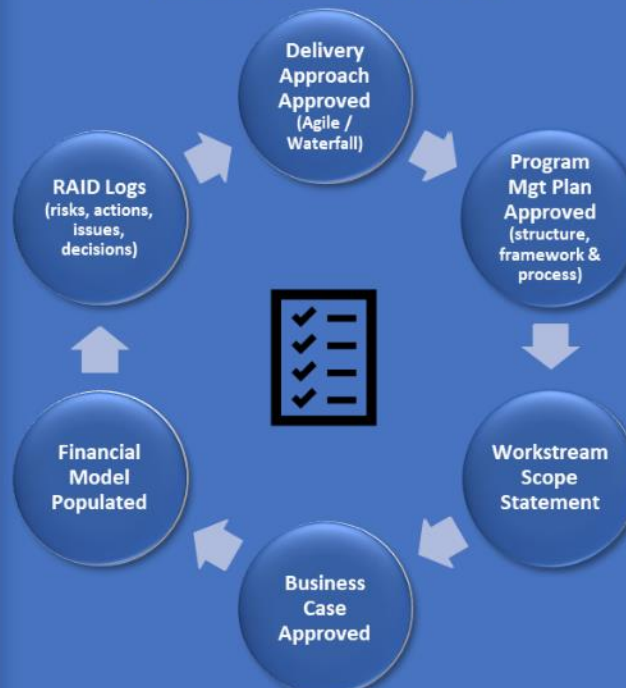 Delivery
Approach
Approved
(Agile /
Waterfall)
Program
Mgt Plan
Approved
(structure,
framework &
process)
Workstream
Scope
Statement
Business
Case
Approved
Financial
Model
Populated
RAID Logs
(risks, actions,
issues,
decisions)